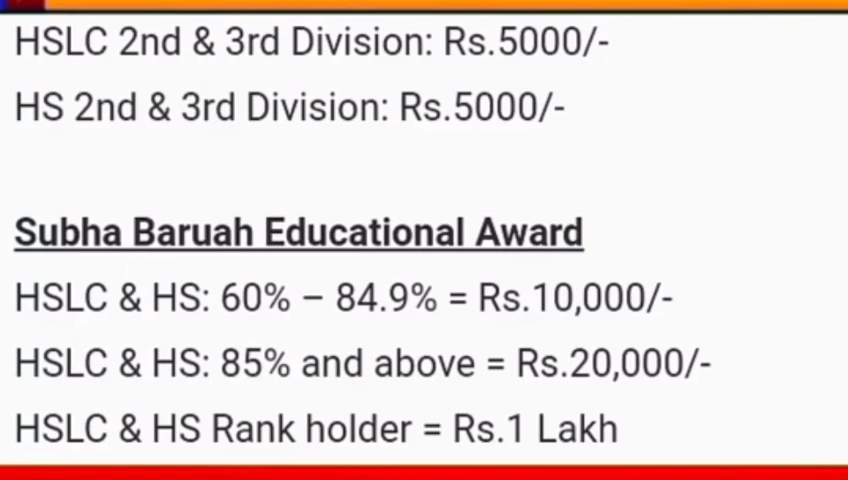 HSLC 2nd & 3rd Division: Rs.5000/-
HS 2nd & 3rd Division: Rs.5000/-
Subha Baruah Educational Award
HSLC & HS: 60% – 84.9% = Rs.10,000/-
HSLC & HS: 85% and above = Rs.20,000/-
HSLC & HS Rank holder = Rs.1 Lakh